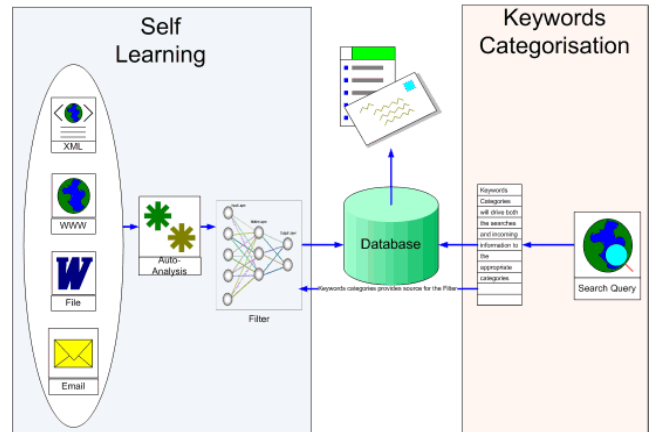 Self
Learning
Keywords
Categorisation
XML
WWW
File
Email
Auto-
Analysis
Filter
Database
Keywords
Categories
will drive both
the searches
and incoming
information to
the
appropriate
categories
Search Query
Keywords categories provides source for the Filter